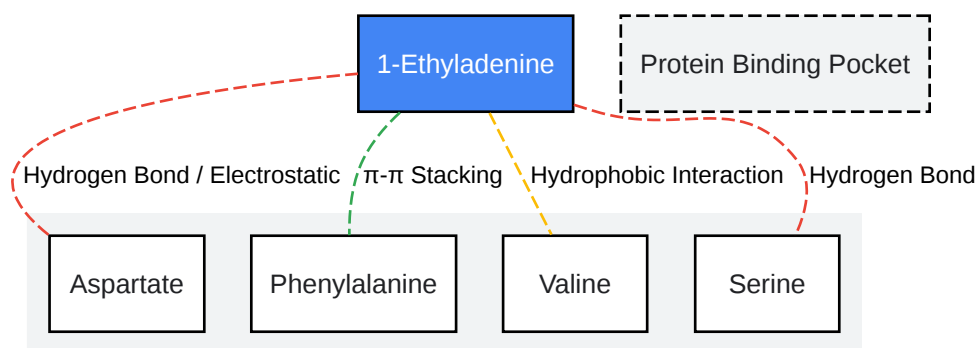 1-Ethyladenine
Protein Binding Pocket
Hydrogen Bond / Electrostatic
π-π Stacking
Hydrophobic Interaction
Hydrogen Bond
Aspartate
Phenylalanine
Valine
Serine